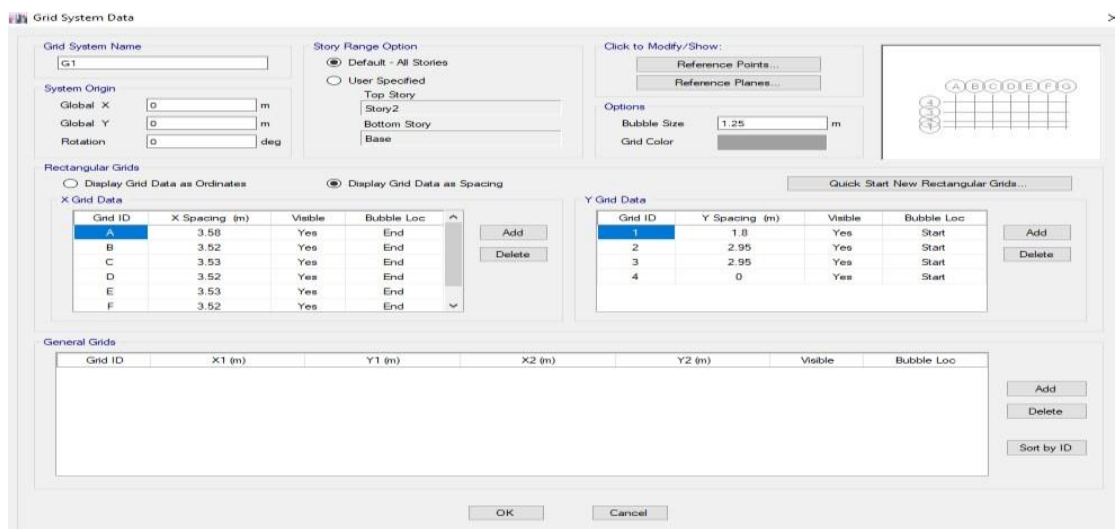 Grid System Data
Grid System Name
G1
System Origin
Global X 0 m
Global Y 0 m
Rotation 0 deg
Story Range Option
Default - All Stories
User Specified
Top Story
Story2
Bottom Story
Base
Click to Modify/Show:
Reference Points...
Reference Planes...
Options
Bubble Size 1.25 m
Grid Color
A B C D E F G
4
3
1
Rectangular Grids
Display Grid Data as Ordinates
Display Grid Data as Spacing
Quick Start New Rectangular Grids...
X Grid Data
Grid ID X Spacing (m) Visible Bubble Loc
A 3.58 Yes End
B 3.52 Yes End
C 3.53 Yes End
D 3.52 Yes End
E 3.53 Yes End
F 3.52 Yes End
Add
Delete
Y Grid Data
Grid ID Y Spacing (m) Visible Bubble Loc
1 1.8 Yes Start
2 2.95 Yes Start
3 2.95 Yes Start
4 0 Yes Start
Add
Delete
General Grids
Grid ID X1 (m) Y1 (m) X2 (m) Y2 (m) Visible Bubble Loc
Add
Delete
Sort by ID
OK
Cancel